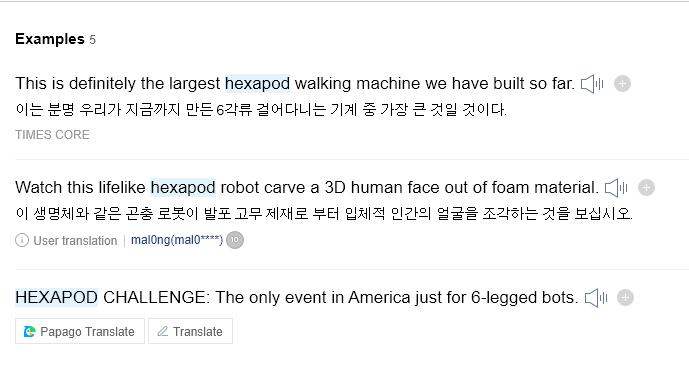 Examples 5
This is definitely the largest hexapod walking machine we have built so far.
이는 분명 우리가 지금까지 만든 6각류 걸어다니는 기계 중 가장 큰 것일 것이다.
TIMES CORE
Watch this lifelike hexapod robot carve a 3D human face out of foam material.
이 생명체와 같은 곤충 로봇이 발포 고무 제재로 부터 입체적 인간의 얼굴을 조각하는 것을 보십시오.
User translation | mal0ng(mal0****) 10
HEXAPOD CHALLENGE: The only event in America just for 6-legged bots.
Papago Translate Translate